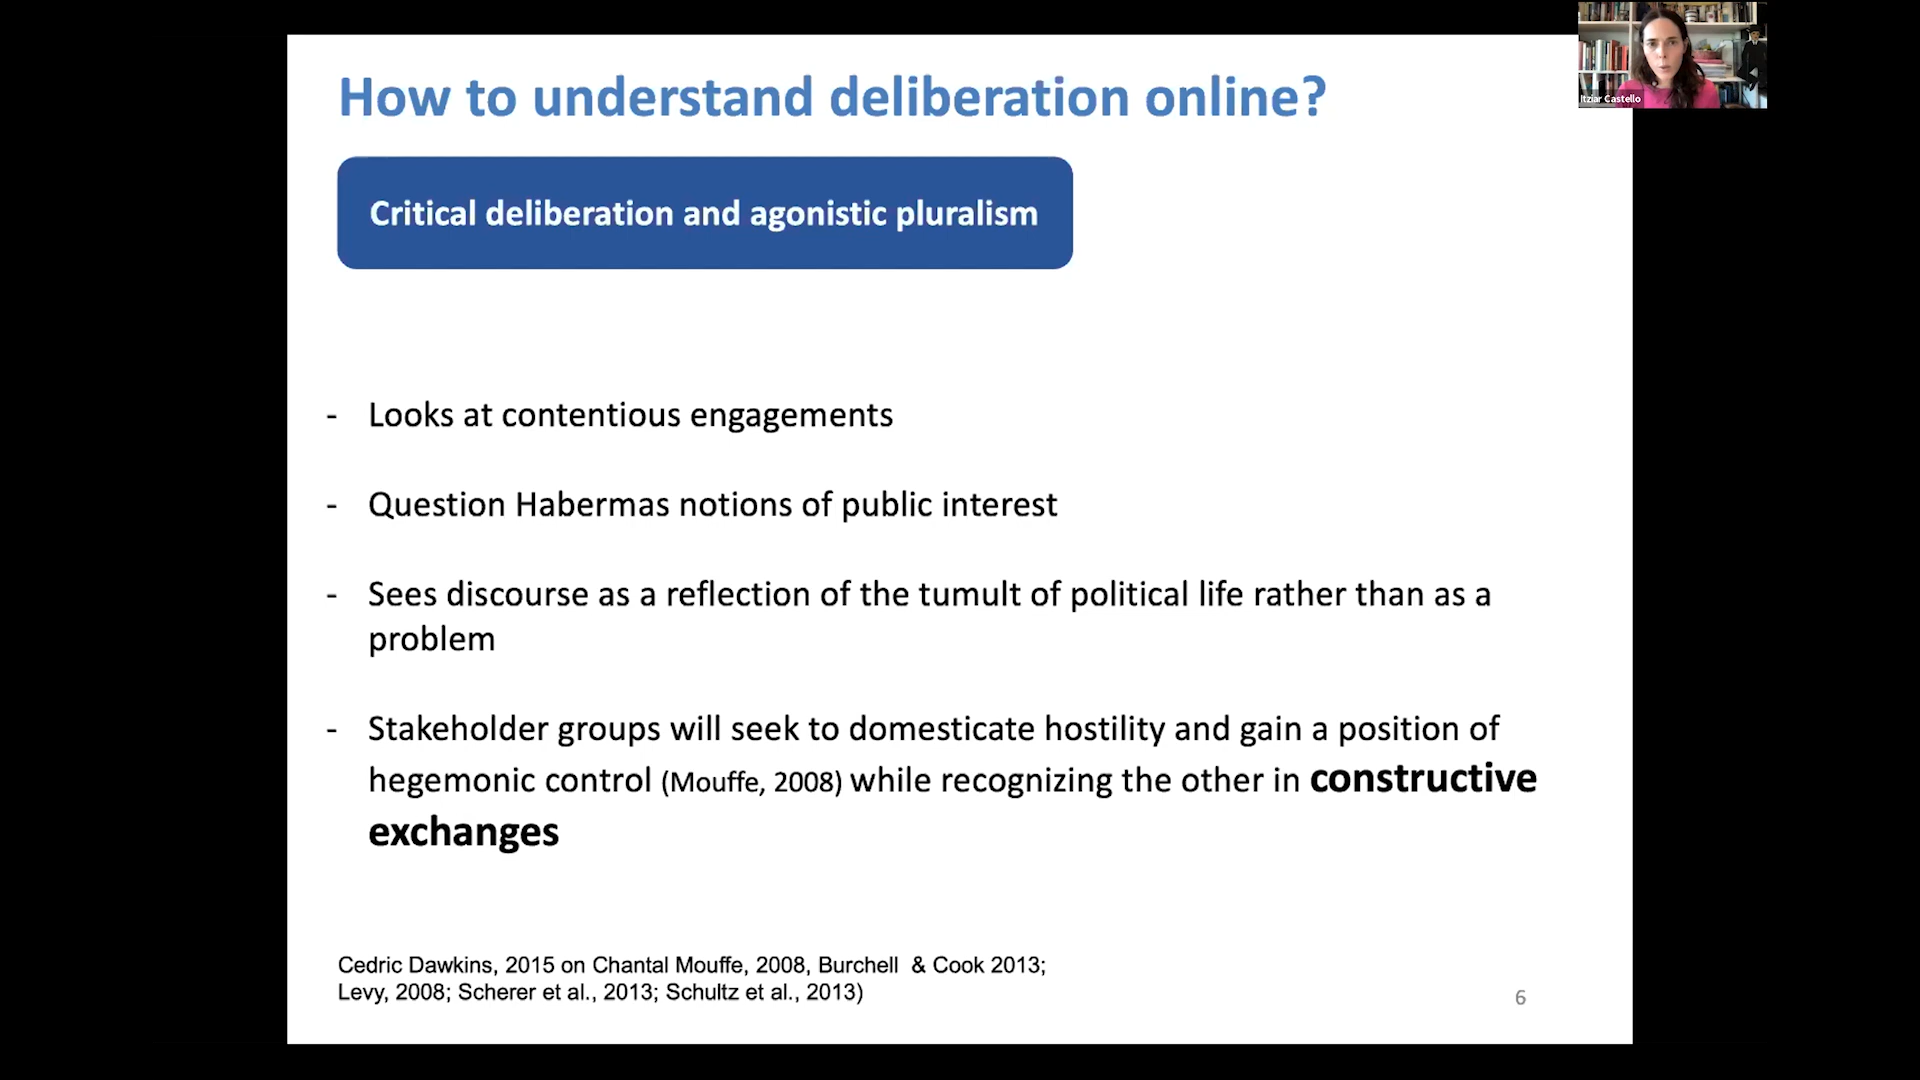 How to understand deliberation online?
Itziar Castello
Critical deliberation and agonistic pluralism
- Looks at contentious engagements
- Question Habermas notions of public interest
- Sees discourse as a reflection of the tumult of political life rather than as a
problem
- Stakeholder groups will seek to domesticate hostility and gain a position of
hegemonic control (Mouffe, 2008) while recognizing the other in constructive
exchanges
Cedric Dawkins, 2015 on Chantal Mouffe, 2008, Burchell & Cook 2013;
Levy, 2008; Scherer et al., 2013; Schultz et al., 2013)
6